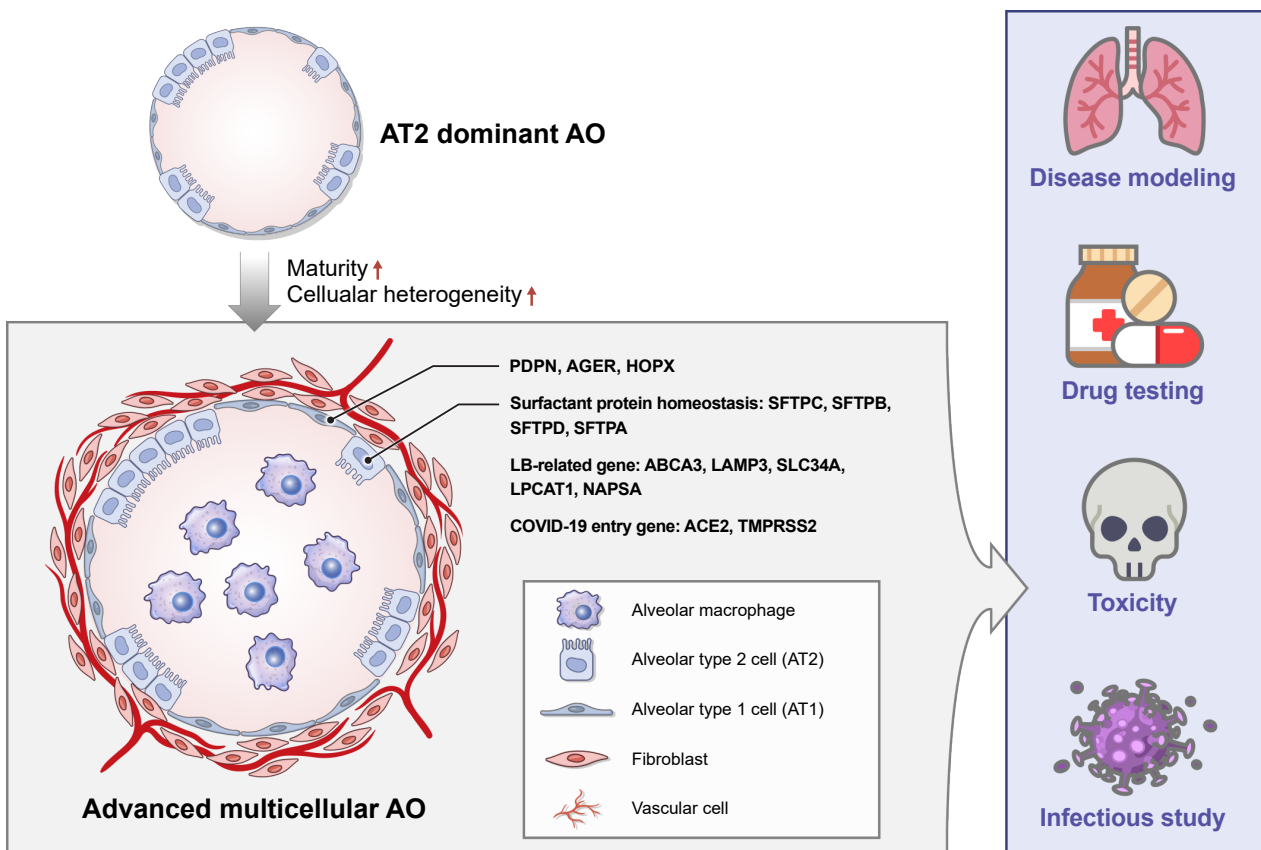 AT2 dominant AO
Maturity ↑
Cellualar heterogeneity ↑
PDPN, AGER, HOPX
Surfactant protein homeostasis: SFTPC, SFTPB,
SFTPD, SFTPA
LB-related gene: ABCA3, LAMP3, SLC34A,
LPCAT1, NAPSA
COVID-19 entry gene: ACE2, TMPRSS2
Alveolar macrophage
Alveolar type 2 cell (AT2)
Alveolar type 1 cell (AT1)
Fibroblast
Vascular cell
Advanced multicellular AO
Disease modeling
Drug testing
Toxicity
Infectious study